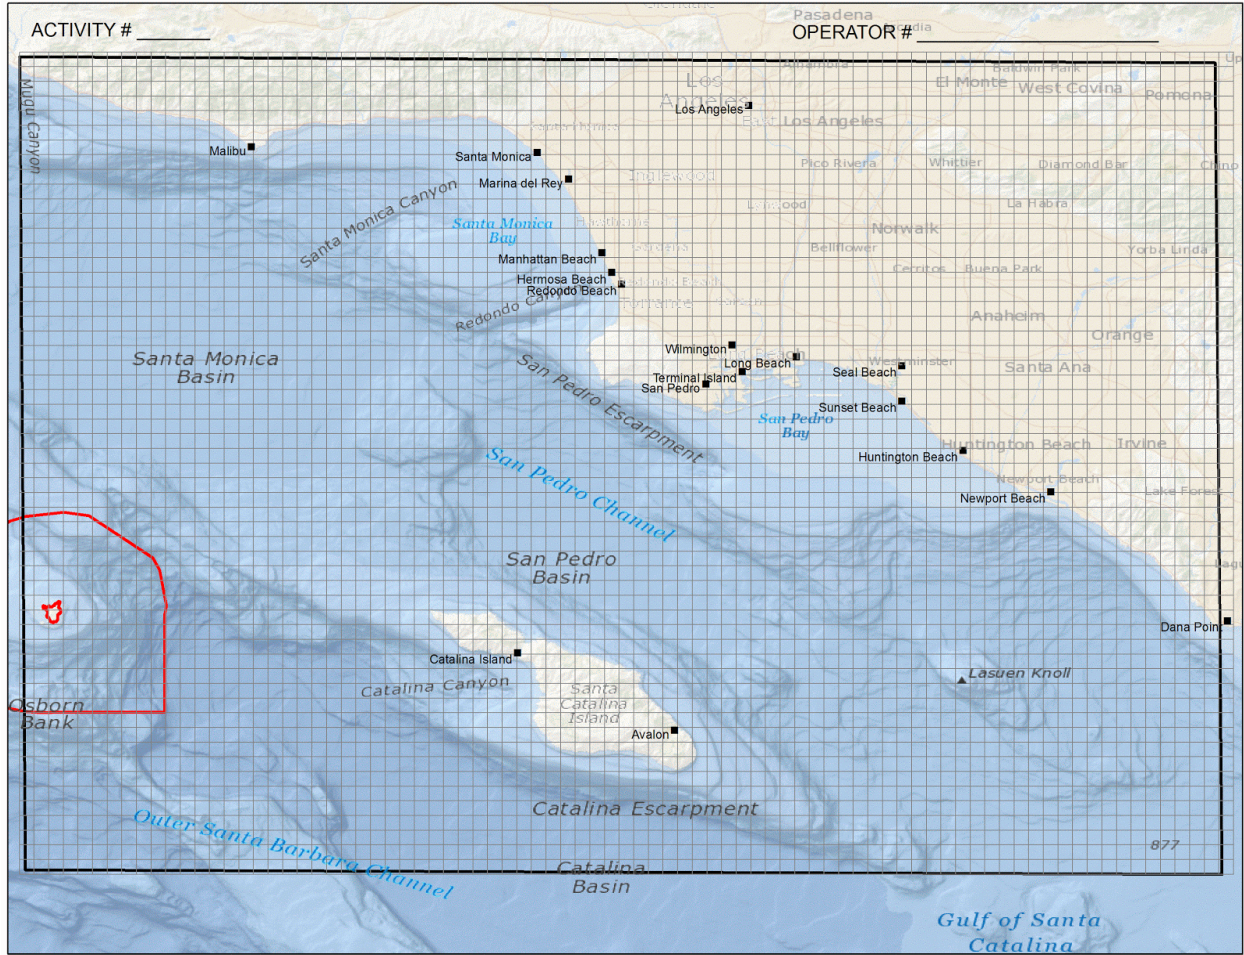 Pasadena
ACTIVITY #
OPERATOR #
Alhambra
Baldwin Park
El Monte
West Covina
Pomona
Los
Angeles
Los Angeles
East Los Angeles
Mugu Canyon
Malibu
Santa Monica
Pico Rivera
Whittier
Diamond Bar
Chino
Marina del Rey
Inglewood
Santa Monica Canyon
Lynwood
La Habra
Santa Monica
Bay
Hawthorne
Norwalk
Gardena
Bellflower
Yorba Linda
Manhattan Beach
Cerritos
Buena Park
Hermosa Beach
Redondo Beach
Redondo Beach
Torrance
Redondo Canyon
Anaheim
Orange
Santa Monica
Basin
Wilmington
Long Beach
Long Beach
Westminster
Santa Ana
Seal Beach
Terminal Island
San Pedro
San Pedro Escarpment
Sunset Beach
San Pedro
Bay
Huntington Beach
Irvine
Huntington Beach
San Pedro Channel
Newport Beach
Lake Forest
Newport Beach
San Pedro
Basin
Lagu
Dana Point
Catalina Island
Lasuen Knoll
Catalina Canyon
Santa
Catalina
Island
Osborn
Bank
Avalon
Catalina Escarpment
Outer Santa Barbara Channel
877
Catalina
Basin
Gulf of Santa
Catalina